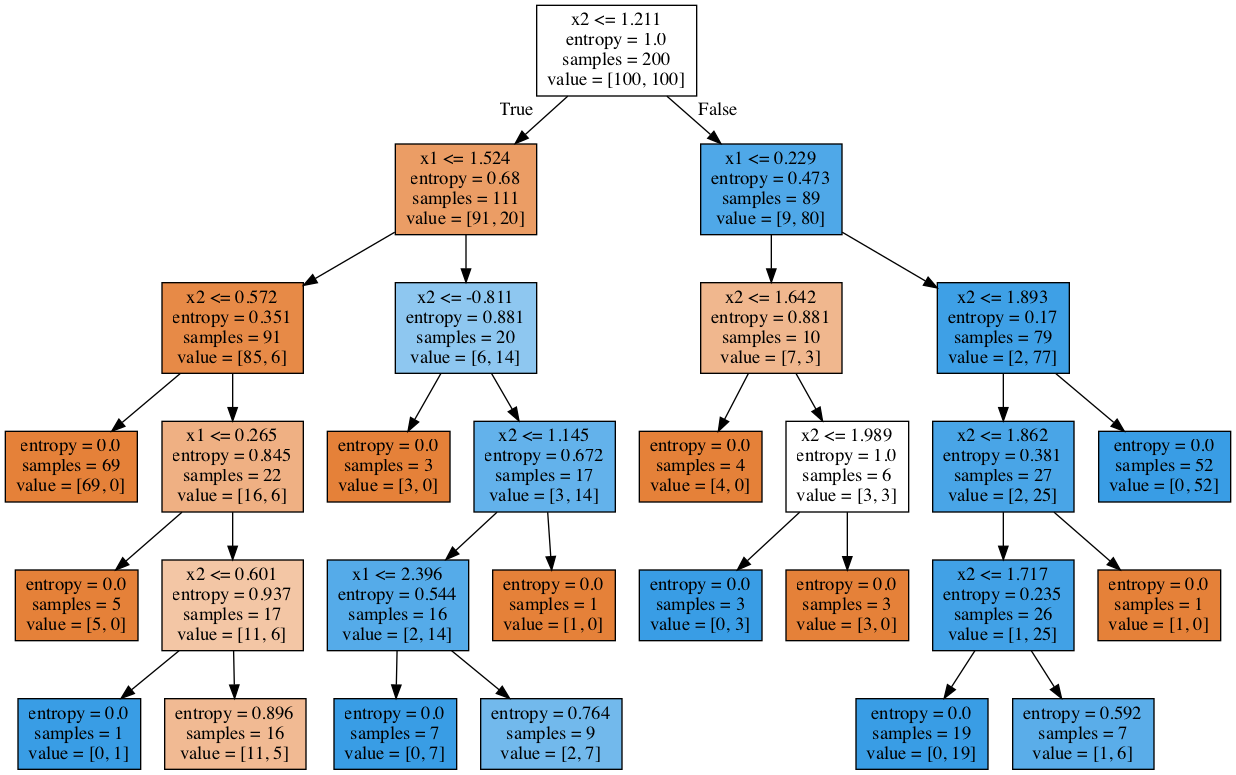 x2 <= 1.211
entropy = 1.0
samples = 200
value = [100, 100]
True
False
x1 <= 1.524
entropy = 0.68
samples = 111
value = [91, 20]
x1 <= 0.229
entropy = 0.473
samples = 89
value = [9, 80]
x2 <= 0.572
entropy = 0.351
samples = 91
value = [85, 6]
x2 <= -0.811
entropy = 0.881
samples = 20
value = [6, 14]
x2 <= 1.642
entropy = 0.881
samples = 10
value = [7, 3]
x2 <= 1.893
entropy = 0.17
samples = 79
value = [2, 77]
entropy = 0.0
samples = 69
value = [69, 0]
x1 <= 0.265
entropy = 0.845
samples = 22
value = [16, 6]
entropy = 0.0
samples = 3
value = [3, 0]
x2 <= 1.145
entropy = 0.672
samples = 17
value = [3, 14]
entropy = 0.0
samples = 4
value = [4, 0]
x2 <= 1.989
entropy = 1.0
samples = 6
value = [3, 3]
x2 <= 1.862
entropy = 0.381
samples = 27
value = [2, 25]
entropy = 0.0
samples = 52
value = [0, 52]
entropy = 0.0
samples = 5
value = [5, 0]
x2 <= 0.601
entropy = 0.937
samples = 17
value = [11, 6]
x1 <= 2.396
entropy = 0.544
samples = 16
value = [2, 14]
entropy = 0.0
samples = 1
value = [1, 0]
entropy = 0.0
samples = 3
value = [0, 3]
entropy = 0.0
samples = 3
value = [3, 0]
x2 <= 1.717
entropy = 0.235
samples = 26
value = [1, 25]
entropy = 0.0
samples = 1
value = [1, 0]
entropy = 0.0
samples = 1
value = [0, 1]
entropy = 0.896
samples = 16
value = [11, 5]
entropy = 0.0
samples = 7
value = [0, 7]
entropy = 0.764
samples = 9
value = [2, 7]
entropy = 0.0
samples = 19
value = [0, 19]
entropy = 0.592
samples = 7
value = [1, 6]